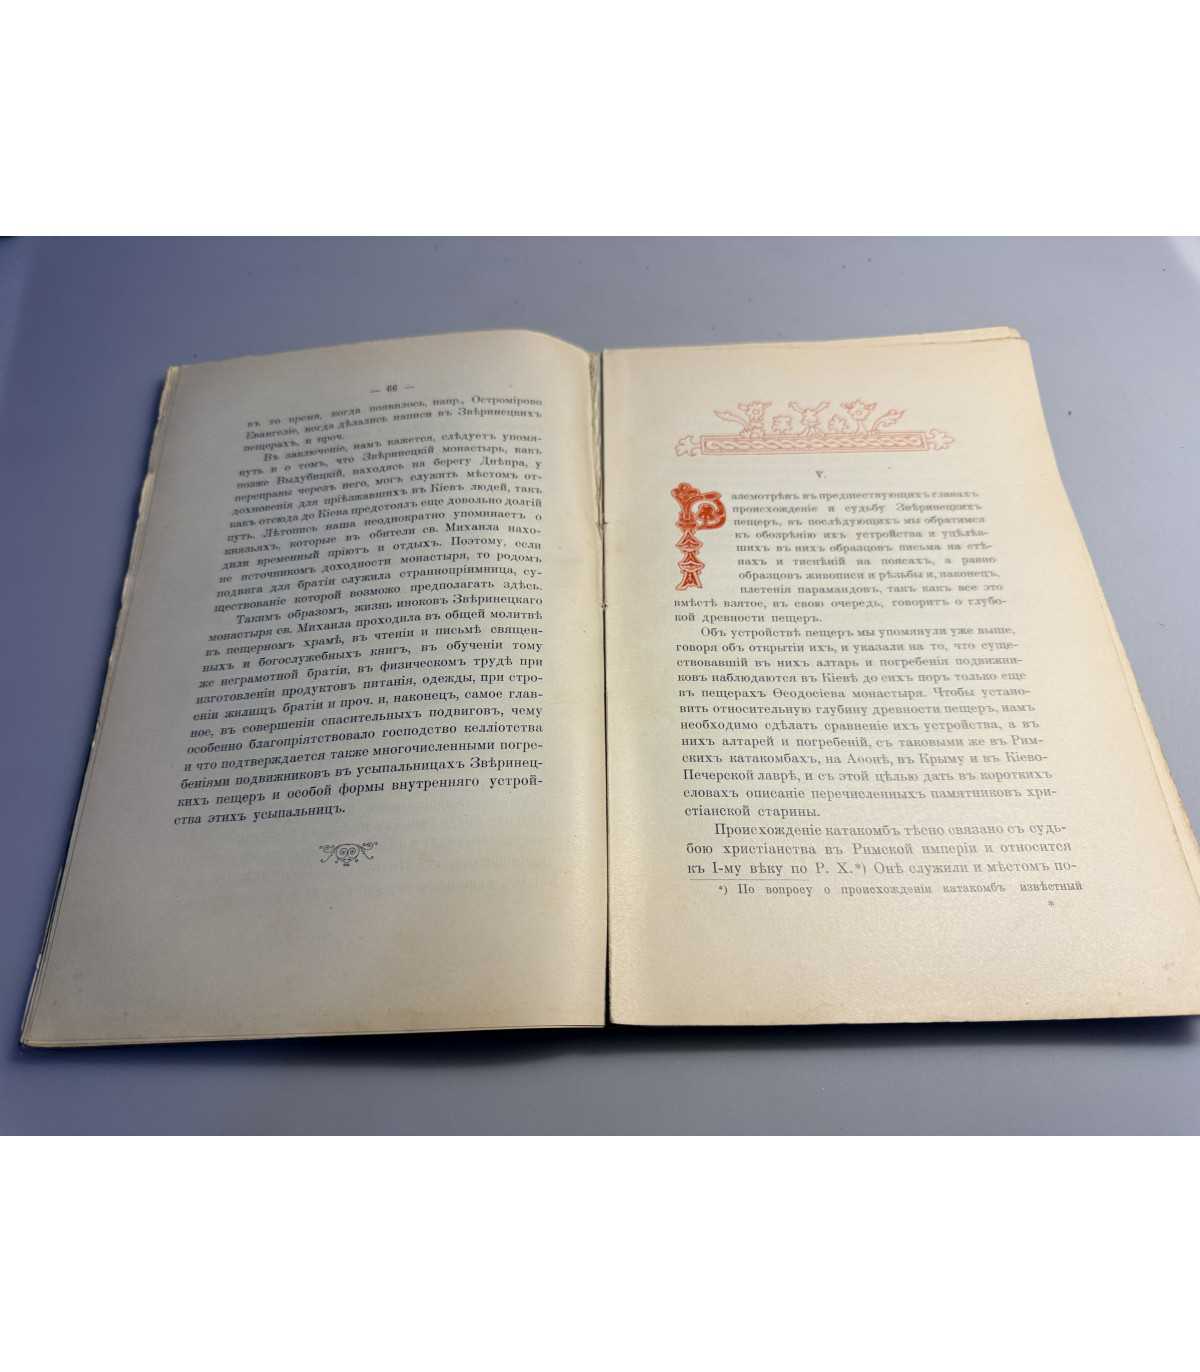 — 66 —
въ то время, когда появилось, напр., Остромірово
Евангеліе, когда дѣлались написи въ Звѣринецкихъ
пещерахъ, и проч.
Въ заключеніе, намъ кажется, слѣдуетъ упомя-
нуть и о томъ, что Звѣринецкій монастырь, какъ
позже Выдубицкій, находясь на берегу Днѣпра, у
переправы черезъ него, могъ служить мѣстомъ от-
дохновенія для пріѣзжавшихъ въ Кіевъ людей, такъ
какъ отсюда до Кіева предстоялъ еще довольно долгій
путь. Лѣтопись наша неоднократно упоминаетъ о
князьяхъ, которые въ обители св. Михаила нахо-
дили временный пріютъ и отдыхъ. Поэтому, если
не источникомъ доходности монастыря, то родомъ
подвига для братіи служила страннопріимница, су-
ществованіе которой возможно предполагать здѣсь.
Такимъ образомъ, жизнь иноковъ Звѣринецкаго
монастыря св. Михаила проходила въ общей молитвѣ
въ пещерномъ храмѣ, въ чтеніи и письмѣ священ-
ныхъ и богослужебныхъ книгъ, въ обученіи тому
же неграмотной братіи, въ физическомъ трудѣ при
изготовленіи продуктовъ питанія, одежды, при стро-
еніи жилищъ братіи и проч. и, наконецъ, самое глав-
ное, въ совершеніи спасительныхъ подвиговъ, чему
особенно благопріятствовало господство келліотства
и что подтверждается также многочисленными погре-
беніями подвижниковъ въ усыпальницахъ Звѣринец-
кихъ пещеръ и особой формы внутренняго устрой-
ства этихъ усыпальницъ.
V.
Разсмотрѣвъ въ предшествующихъ главахъ
происхожденіе и судьбу Звѣринецкихъ
пещеръ, въ послѣдующихъ мы обратимся
къ обозрѣнію ихъ устройства и уцѣлѣв-
шихъ въ нихъ образцовъ письма на стѣ-
нахъ и тисненій на поясахъ, а равно
образцовъ живописи и рѣзьбы и, наконецъ,
плетенія парамандовъ, такъ какъ все это
вмѣстѣ взятое, въ свою очередь, говоритъ о глубо-
кой древности пещеръ.
Объ устройствѣ пещеръ мы упомянули уже выше,
говоря объ открытіи ихъ, и указали на то, что суще-
ствовавшій въ нихъ алтарь и погребенія подвижни-
ковъ наблюдаются въ Кіевѣ до сихъ поръ только еще
въ пещерахъ Ѳеодосіева монастыря. Чтобы устано-
вить относительную глубину древности пещеръ, намъ
необходимо сдѣлать сравненіе ихъ устройства, а въ
нихъ алтарей и погребеній, съ таковыми же въ Рим-
скихъ катакомбахъ, на Аѳонѣ, въ Крыму и въ Кіево-
Печерской лаврѣ, и съ этой цѣлью дать въ короткихъ
словахъ описаніе перечисленныхъ памятниковъ хри-
стіанской старины.
Происхожденіе катакомбъ тѣсно связано съ судь-
бою христіанства въ Римской имперіи и относится
къ I-му вѣку по Р. Х.*) Онѣ служили и мѣстомъ по-
*) По вопросу о происхожденіи катакомбъ извѣстный
*